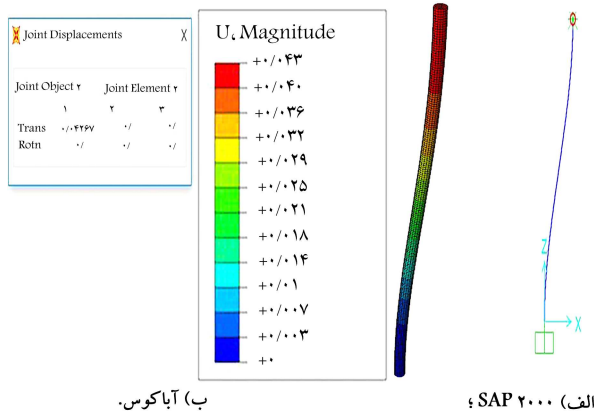 Joint Displacements X
Joint Object ۲ Joint Element ۲
۱ ۲ ۳
Trans ۰/۰۴۲۶۷ ۰/ ۰/
Rotn ۰/ ۰/ ۰/
U، Magnitude
+۰/۰۴۳
+۰/۰۴۰
+۰/۰۳۶
+۰/۰۳۲
+۰/۰۲۹
+۰/۰۲۵
+۰/۰۲۱
+۰/۰۱۸
+۰/۰۱۴
+۰/۰۱
+۰/۰۰۷
+۰/۰۰۳
+۰
Z
X
الف) SAP ۲۰۰۰ ؛
ب) آباکوس.